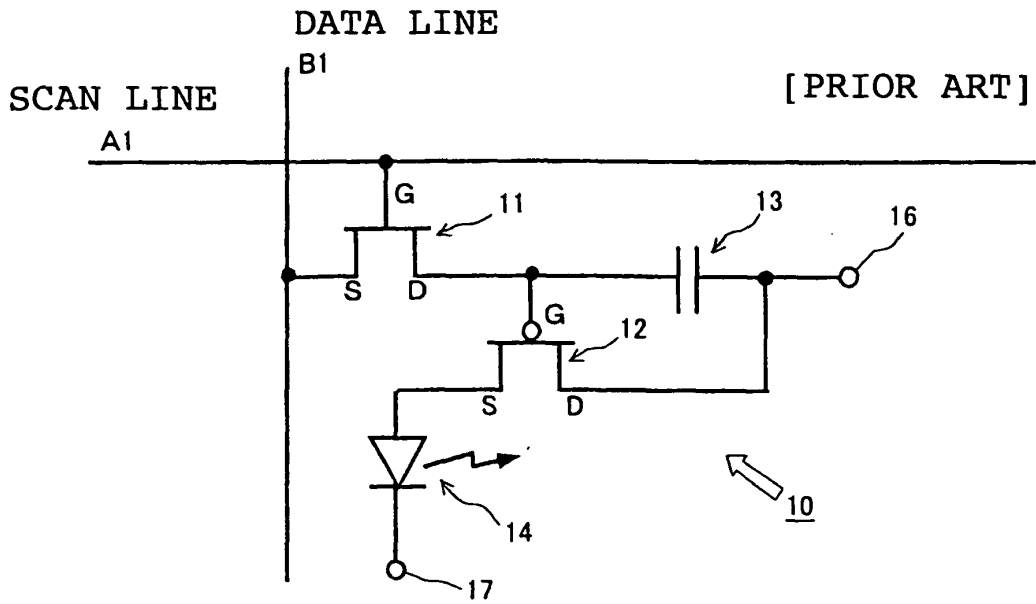 DATA LINE
B1
SCAN LINE
[PRIOR ART]
A1
G
11
13
16
S
D
G
12
S
D
14
10
17